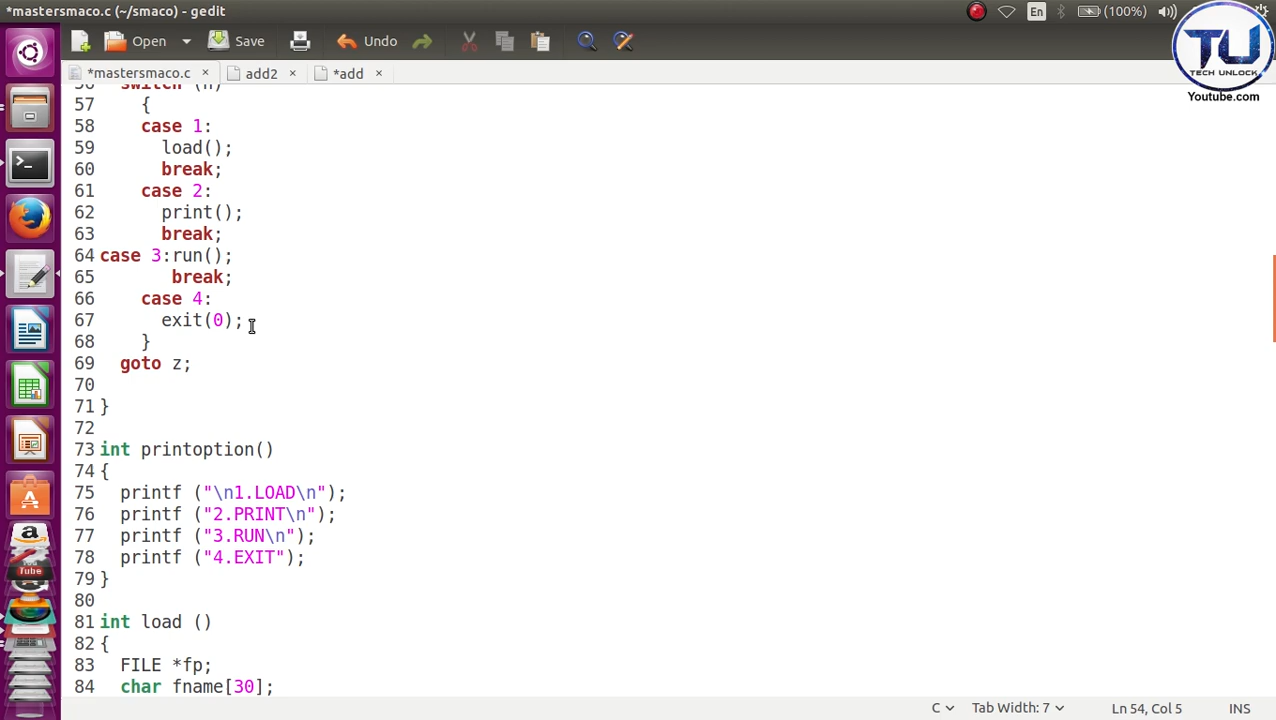 *mastersmaco.c (~/smaco) - gedit
En
(100%)
Open
Save
Undo
*mastersmaco.c × add2 × *add ×
TU
TECH UNLOCK
Youtube.com
56 switch (n)
57 {
58 case 1:
59 load();
60 break;
61 case 2:
62 print();
63 break;
64 case 3:run();
65 break;
66 case 4:
67 exit(0);
68 }
69 goto z;
70
71 }
72
73 int printoption()
74 {
75 printf ("\n1.LOAD\n");
76 printf ("2.PRINT\n");
77 printf ("3.RUN\n");
78 printf ("4.EXIT");
79 }
80
81 int load ()
82 {
83 FILE *fp;
84 char fname[30];
a
Tube
C
Tab Width: 7
Ln 54, Col 5
INS